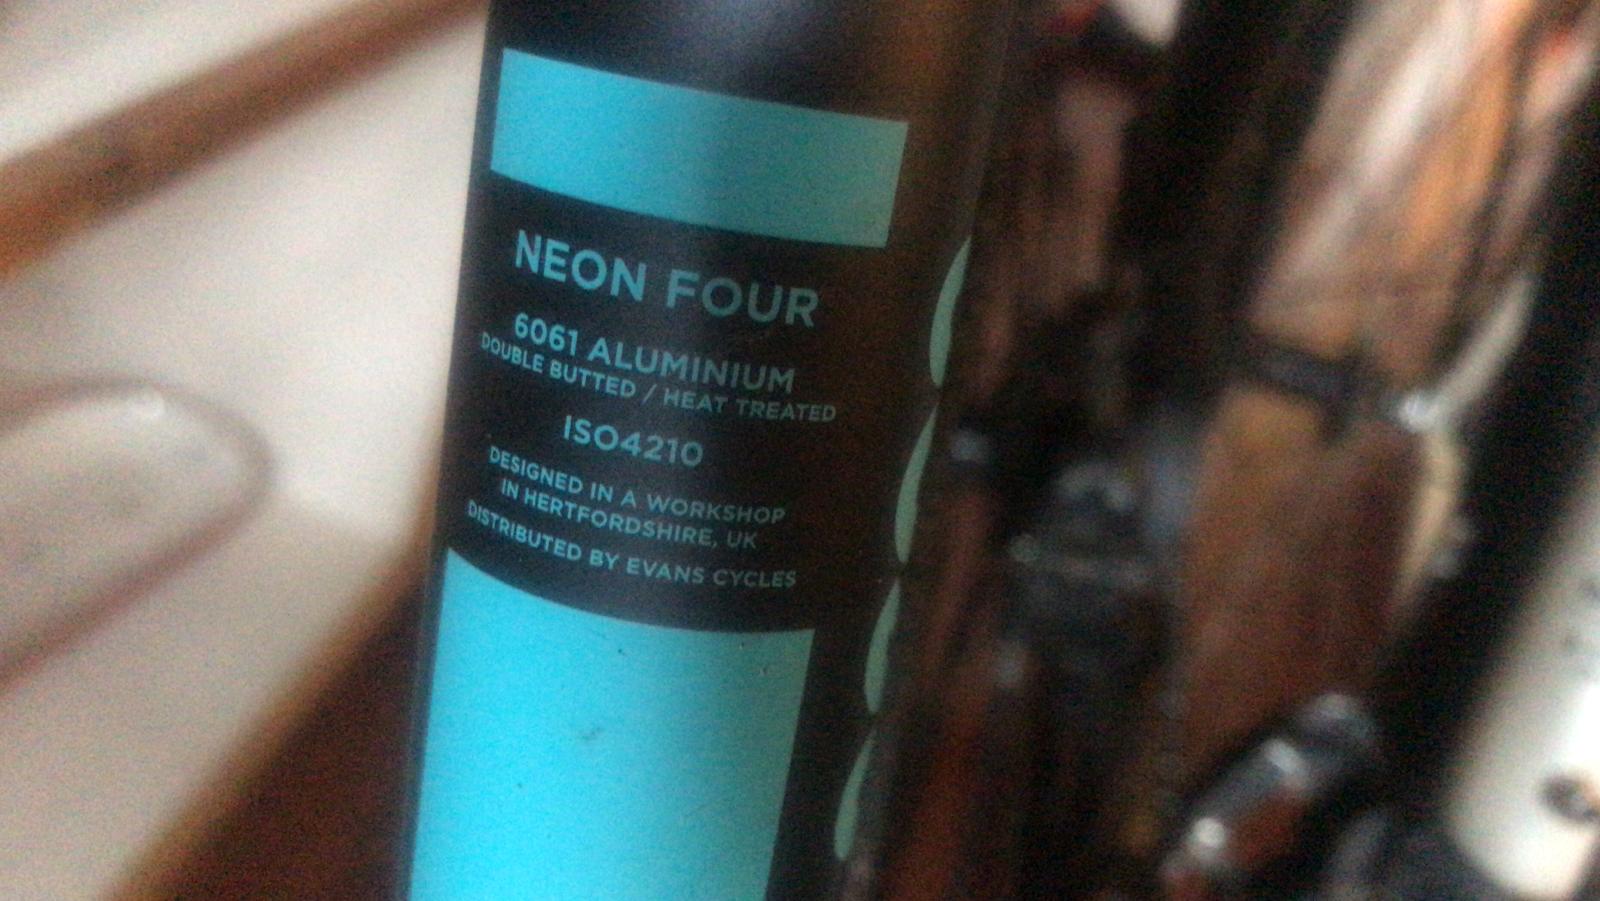 NEON FOUR
6061 ALUMINIUM
DOUBLE BUTTED / HEAT TREATED
ISO4210
DESIGNED IN A WORKSHOP
IN HERTFORDSHIRE, UK
DISTRIBUTED BY EVANS CYCLES